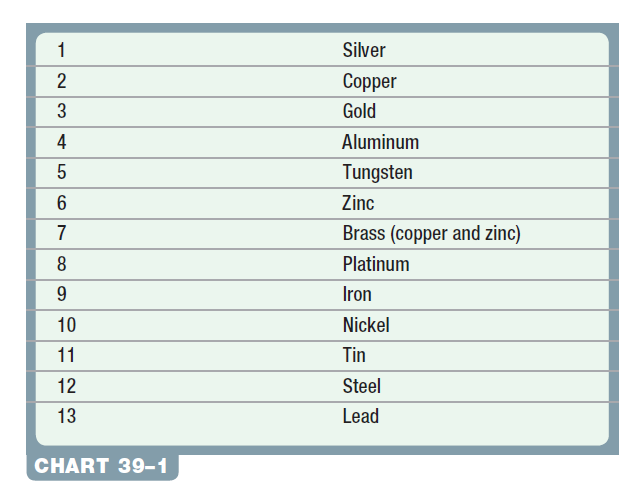 1 Silver
2 Copper
3 Gold
4 Aluminum
5 Tungsten
6 Zinc
7 Brass (copper and zinc)
8 Platinum
9 Iron
10 Nickel
11 Tin
12 Steel
13 Lead
CHART 39–1